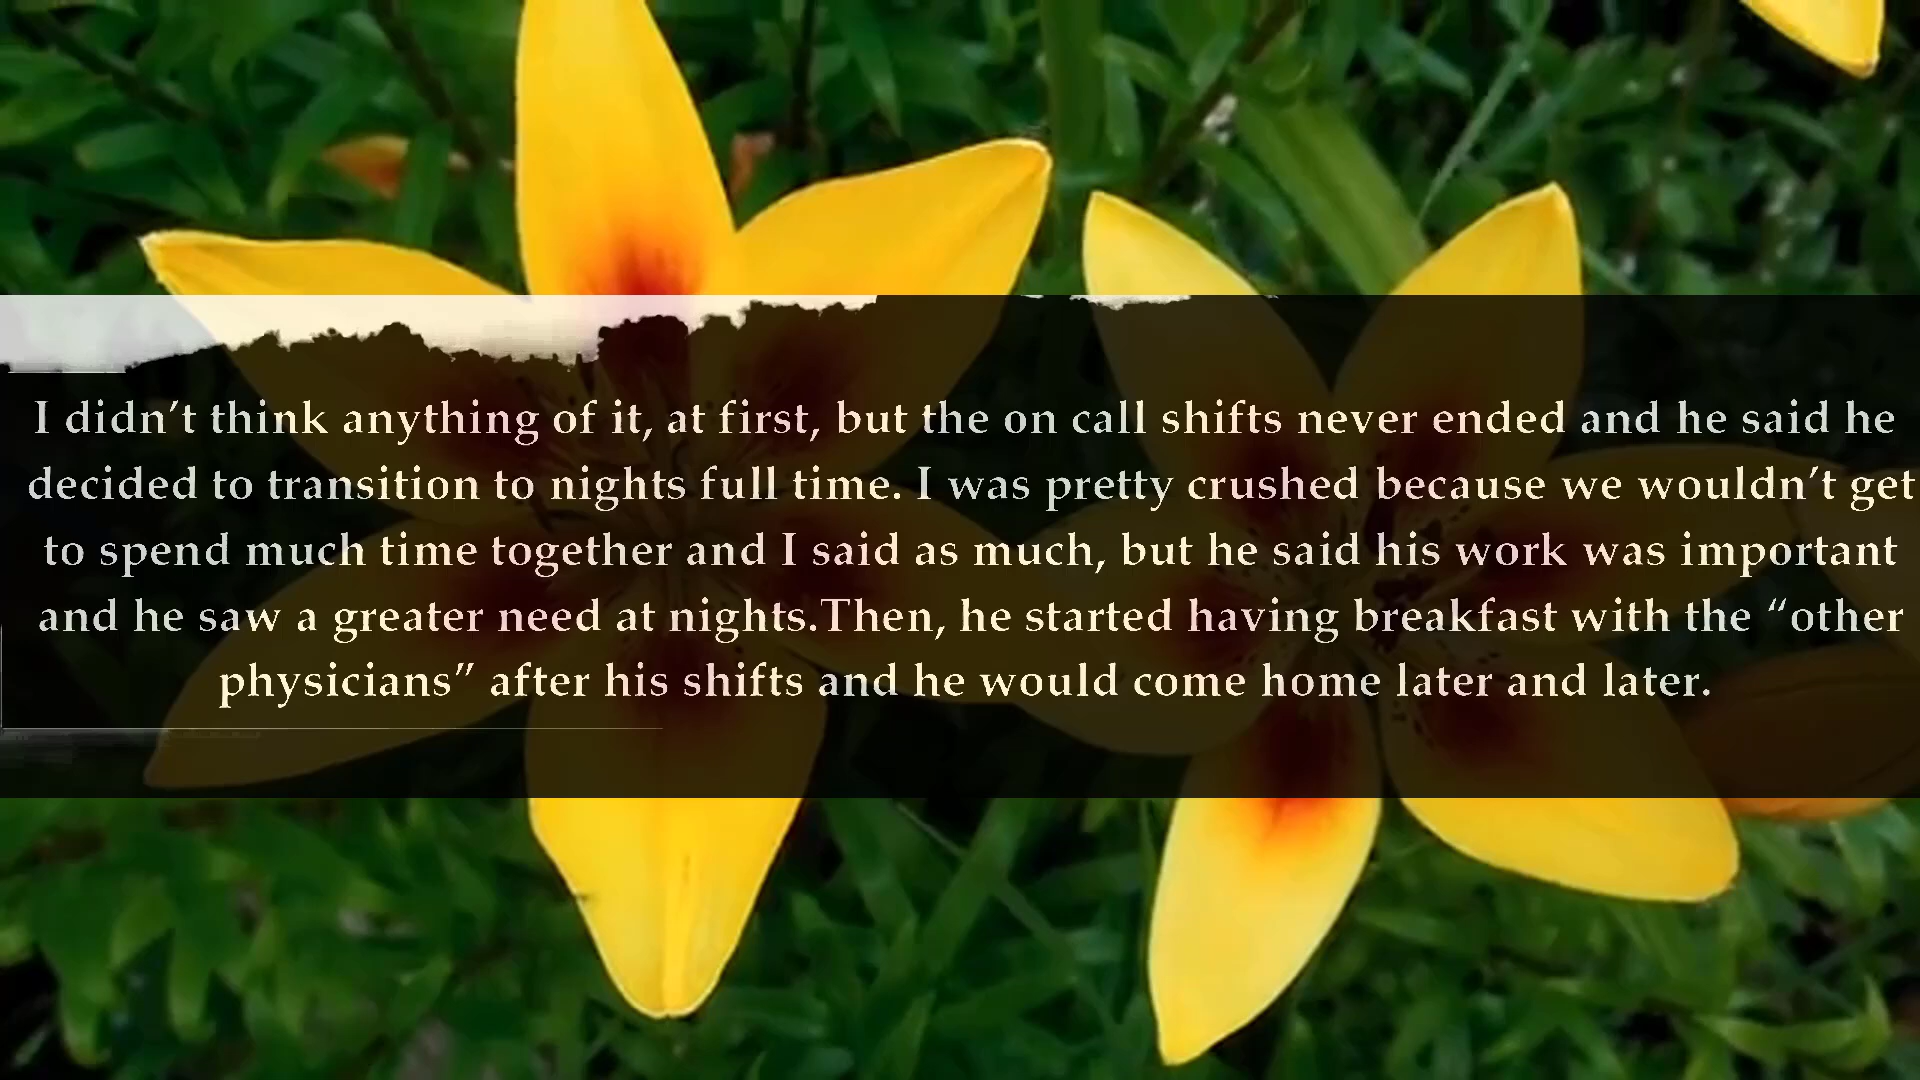 I didn’t think anything of it, at first, but the on call shifts never ended and he said he
decided to transition to nights full time. I was pretty crushed because we wouldn’t get
to spend much time together and I said as much, but he said his work was important
and he saw a greater need at nights.Then, he started having breakfast with the “other
physicians” after his shifts and he would come home later and later.